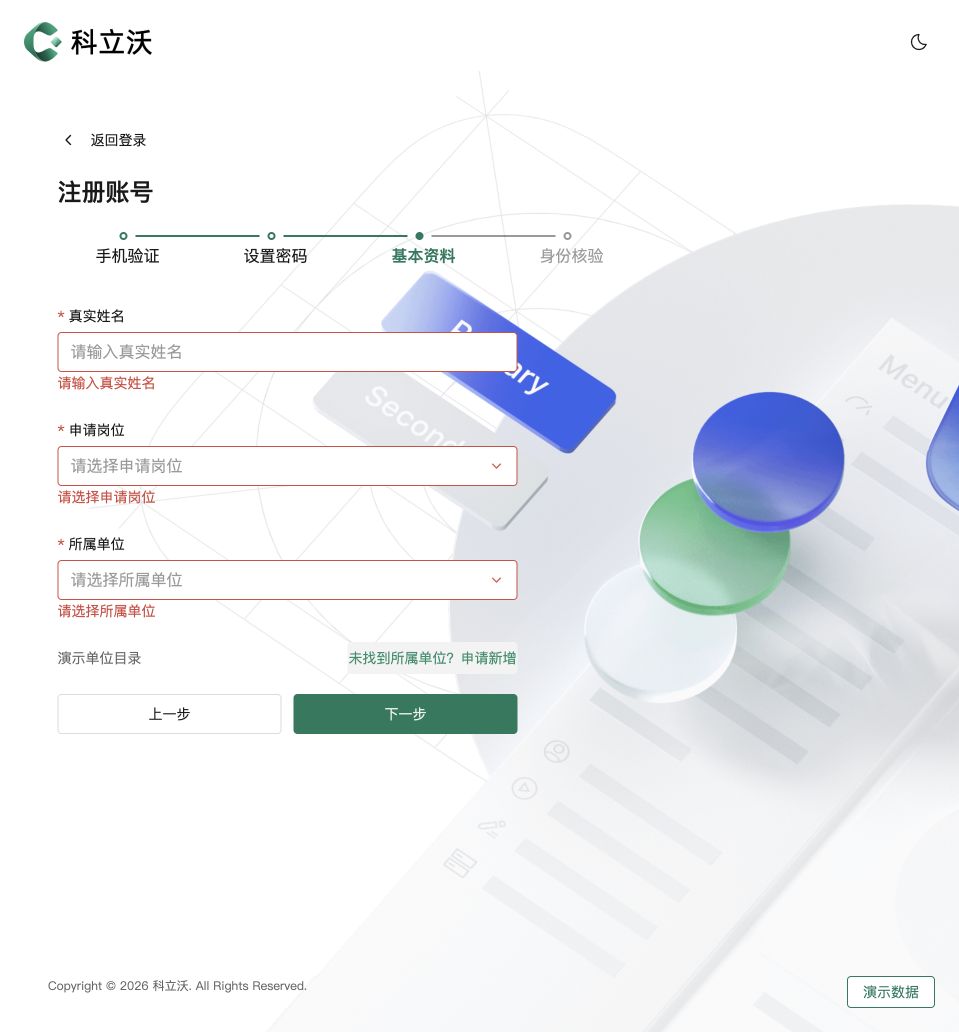 科立沃
返回登录
注册账号
手机验证 设置密码 基本资料 身份核验
* 真实姓名
请输入真实姓名
请输入真实姓名
* 申请岗位
请选择申请岗位
请选择申请岗位
* 所属单位
请选择所属单位
请选择所属单位
演示单位目录 未找到所属单位？申请新增
上一步 下一步
Menu
Copyright © 2026 科立沃. All Rights Reserved.
演示数据